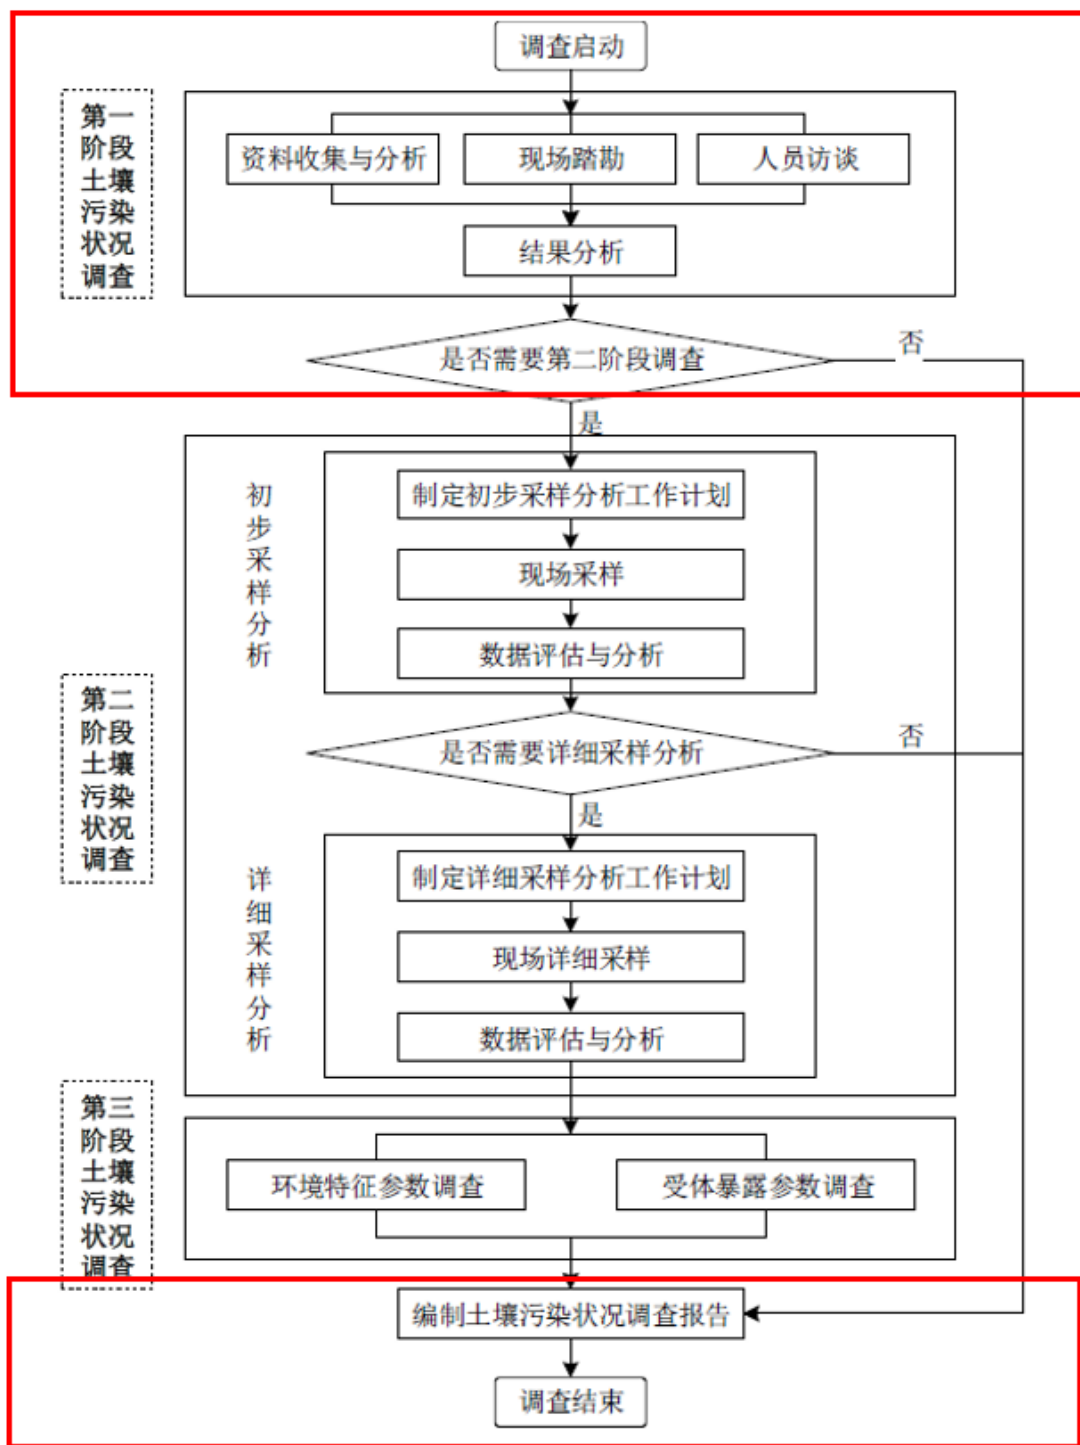 调查启动
第一
阶段
土壤
污染
状况
调查
资料收集与分析
现场踏勘
人员访谈
结果分析
是否需要第二阶段调查
否
是
初
步
采
样
分
析
制定初步采样分析工作计划
现场采样
数据评估与分析
第二
阶段
土壤
污染
状况
调查
是否需要详细采样分析
否
是
详
细
采
样
分
析
制定详细采样分析工作计划
现场详细采样
数据评估与分析
第三
阶段
土壤
污染
状况
调查
环境特征参数调查
受体暴露参数调查
编制土壤污染状况调查报告
调查结束